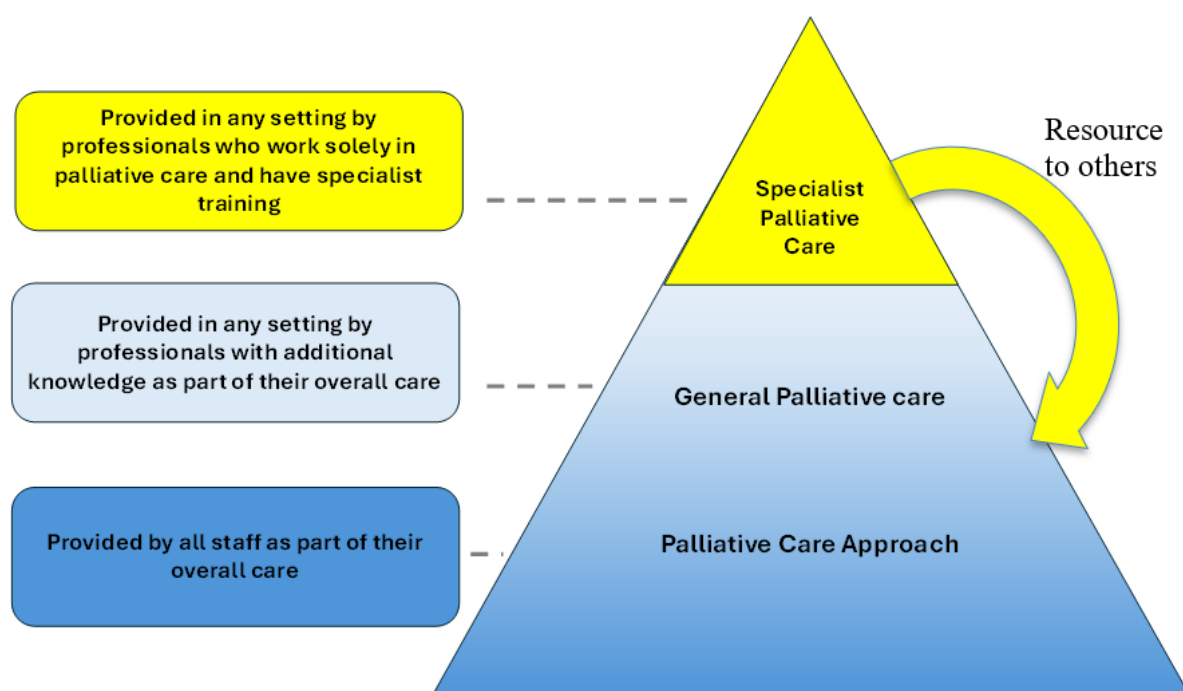 Provided in any setting by
professionals who work solely in
palliative care and have specialist
training
Resource
to others
Specialist
Palliative
Care
Provided in any setting by
professionals with additional
knowledge as part of their overall care
General Palliative care
Provided by all staff as part of their
overall care
Palliative Care Approach